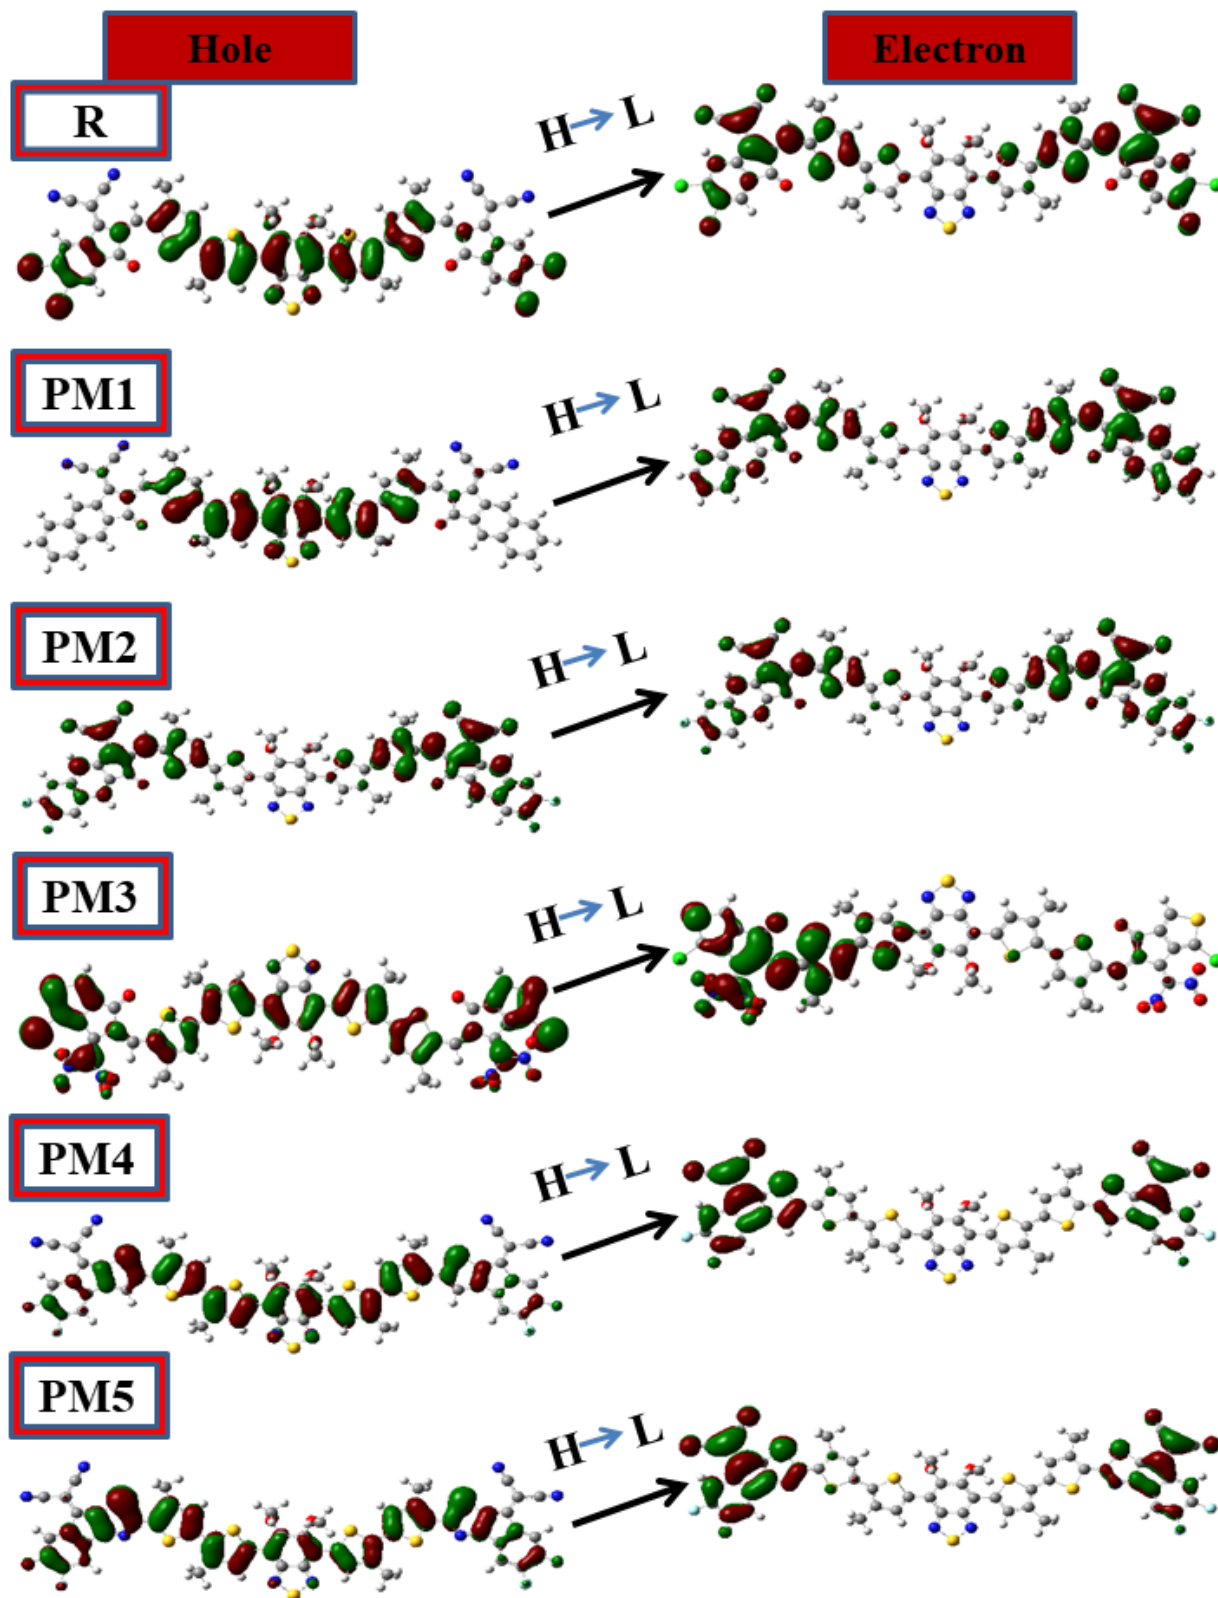 Hole
Electron
R
H → L
PM1
H → L
PM2
H → L
PM3
H → L
PM4
H → L
PM5
H → L